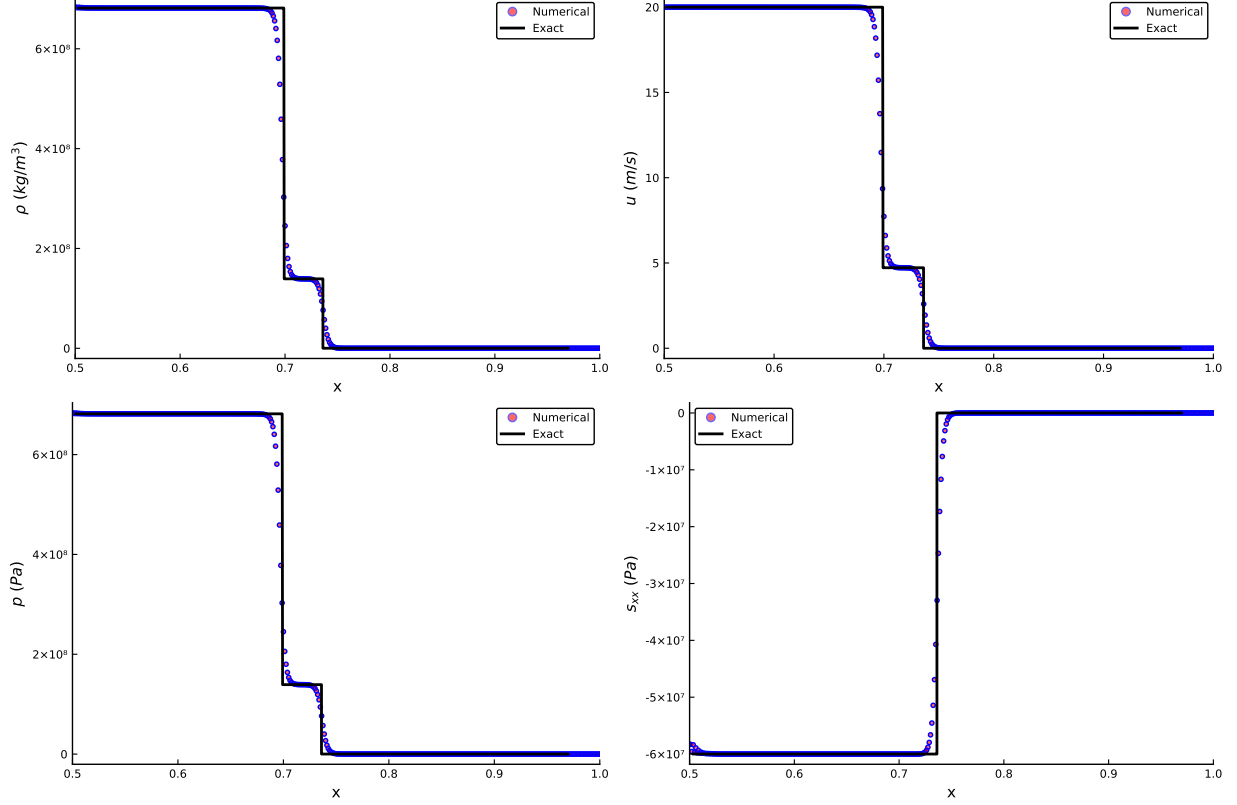 6×10⁸
4×10⁸
2×10⁸
0
ρ (kg/m³)
0.5 0.6 0.7 0.8 0.9 1.0
x
Numerical
Exact
20
15
10
5
0
u (m/s)
0.5 0.6 0.7 0.8 0.9 1.0
x
Numerical
Exact
6×10⁸
4×10⁸
2×10⁸
0
p (Pa)
0.5 0.6 0.7 0.8 0.9 1.0
x
Numerical
Exact
0
-1×10⁷
-2×10⁷
-3×10⁷
-4×10⁷
-5×10⁷
-6×10⁷
sₓₓ (Pa)
0.5 0.6 0.7 0.8 0.9 1.0
x
Numerical
Exact